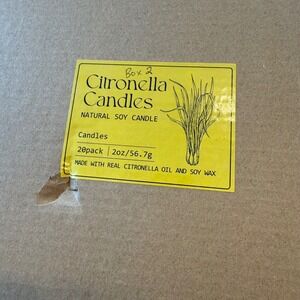 Box 2
Citronella
Candles
NATURAL SOY CANDLE
Candles
20pack | 2oz/56.7g
MADE WITH REAL CITRONELLA OIL AND SOY WAX